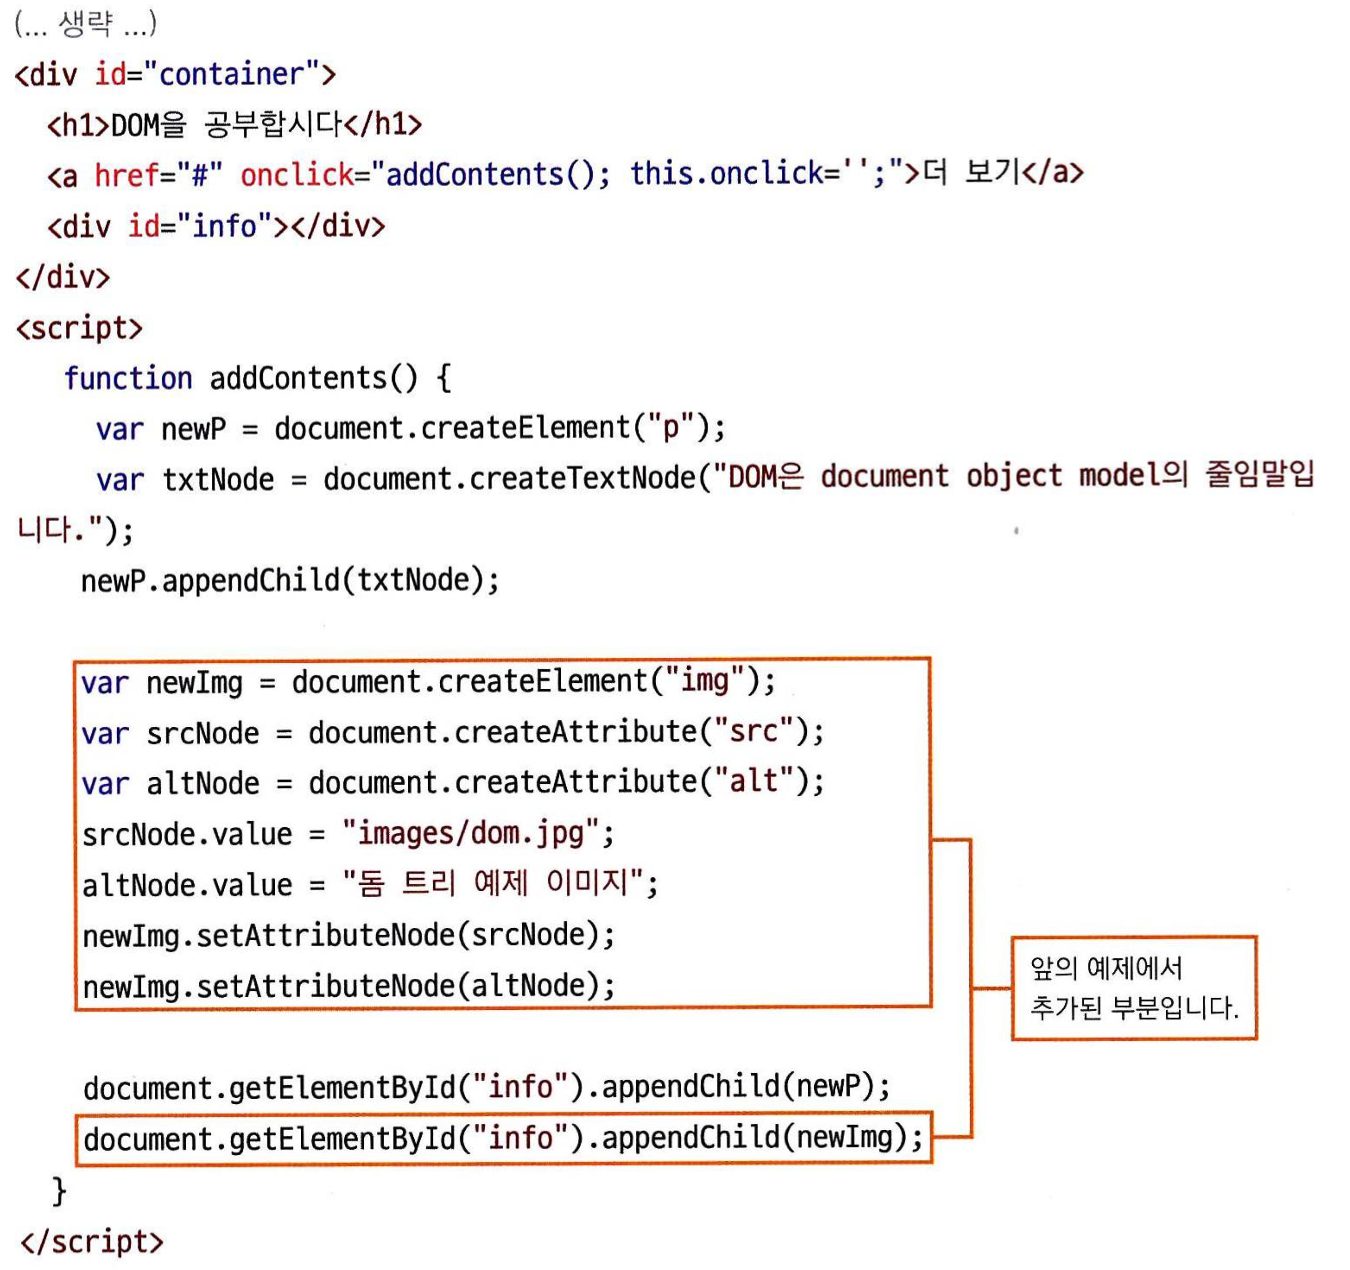 (... 생략 ...)
<div id="container">
<h1>DOM을 공부합시다</h1>
<a href="#" onclick="addContents(); this.onclick='';">더 보기</a>
<div id="info"></div>
</div>
<script>
function addContents() {
var newP = document.createElement("p");
var txtNode = document.createTextNode("DOM은 document object model의 줄임말입
니다.");
newP.appendChild(txtNode);
var newImg = document.createElement("img");
var srcNode = document.createAttribute("src");
var altNode = document.createAttribute("alt");
srcNode.value = "images/dom.jpg";
altNode.value = "돔 트리 예제 이미지";
newImg.setAttributeNode(srcNode);
newImg.setAttributeNode(altNode);
앞의 예제에서
추가된 부분입니다.
document.getElementById("info").appendChild(newP);
document.getElementById("info").appendChild(newImg);
}
</script>